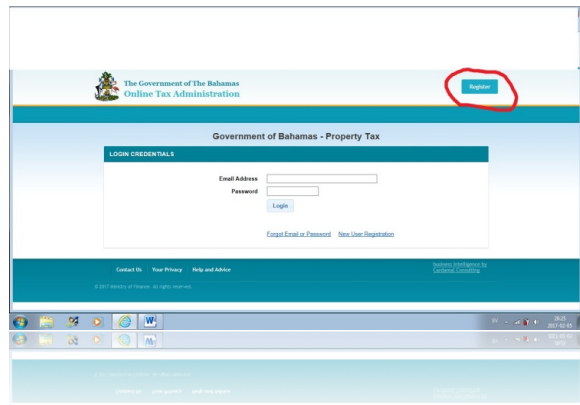 The Government of The Bahamas
Online Tax Administration
Register
Government of Bahamas - Property Tax
LOGIN CREDENTIALS
Email Address
Password
Login
Forgot Email or Password New User Registration
Contact Us Your Privacy Help and Advice
Business Intelligence by
Cardonel Consulting
© 2017 Ministry of Finance. All rights reserved.